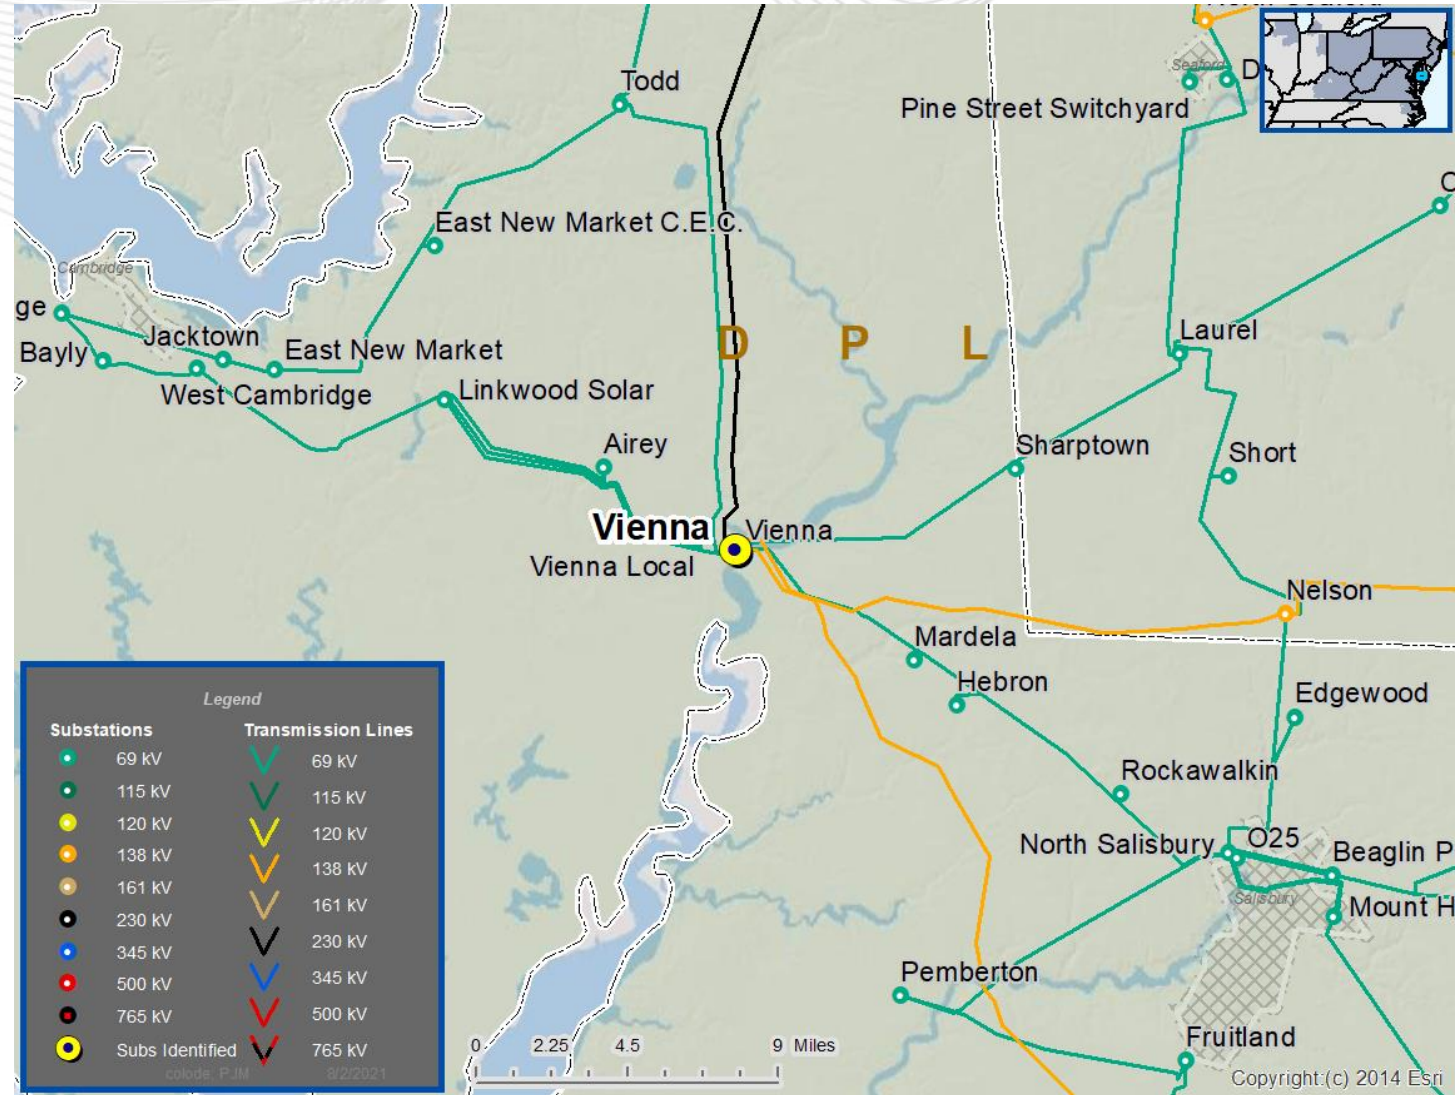 Todd
Seaford
D
Pine Street Switchyard
C
East New Market C.E.C.
Cambridge
ge
Jacktown
East New Market
Bayly
West Cambridge
D P L
Laurel
Linkwood Solar
Airey
Sharptown
Short
Vienna
Vienna
Vienna Local
Nelson
Mardela
Hebron
Edgewood
Rockawalkin
North Salisbury
O25
Beaglin P
Salisbury
Mount H
Pemberton
Fruitland
Legend
Substations Transmission Lines
69 kV 69 kV
115 kV 115 kV
120 kV 120 kV
138 kV 138 kV
161 kV 161 kV
230 kV 230 kV
345 kV 345 kV
500 kV 500 kV
765 kV 765 kV
Subs Identified
colode: PJM 8/2/2021
0 2.25 4.5 9 Miles
Copyright:(c) 2014 Esri